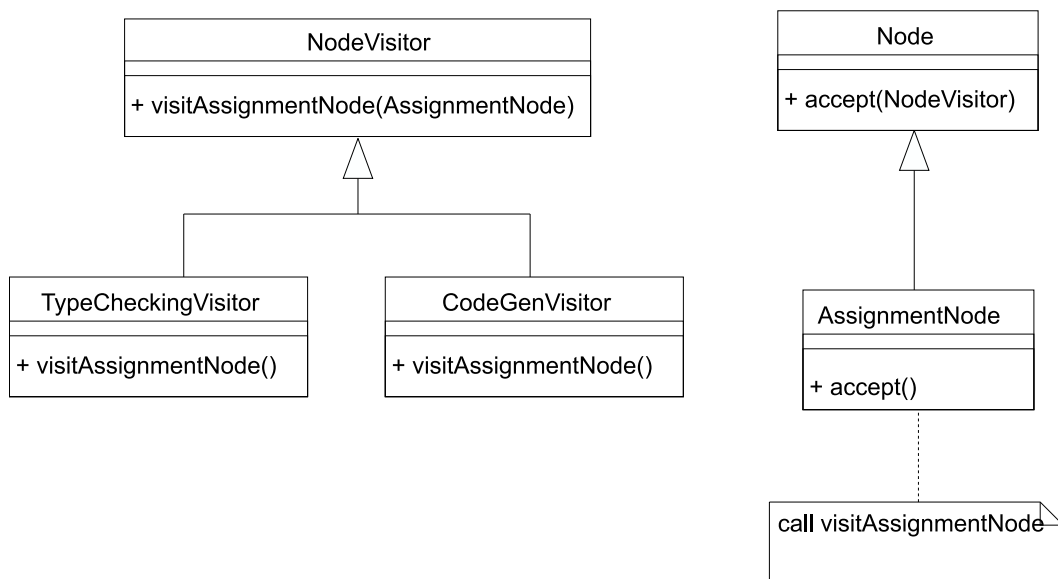 NodeVisitor
+ visitAssignmentNode(AssignmentNode)
Node
+ accept(NodeVisitor)
TypeCheckingVisitor
+ visitAssignmentNode()
CodeGenVisitor
+ visitAssignmentNode()
AssignmentNode
+ accept()
call visitAssignmentNode